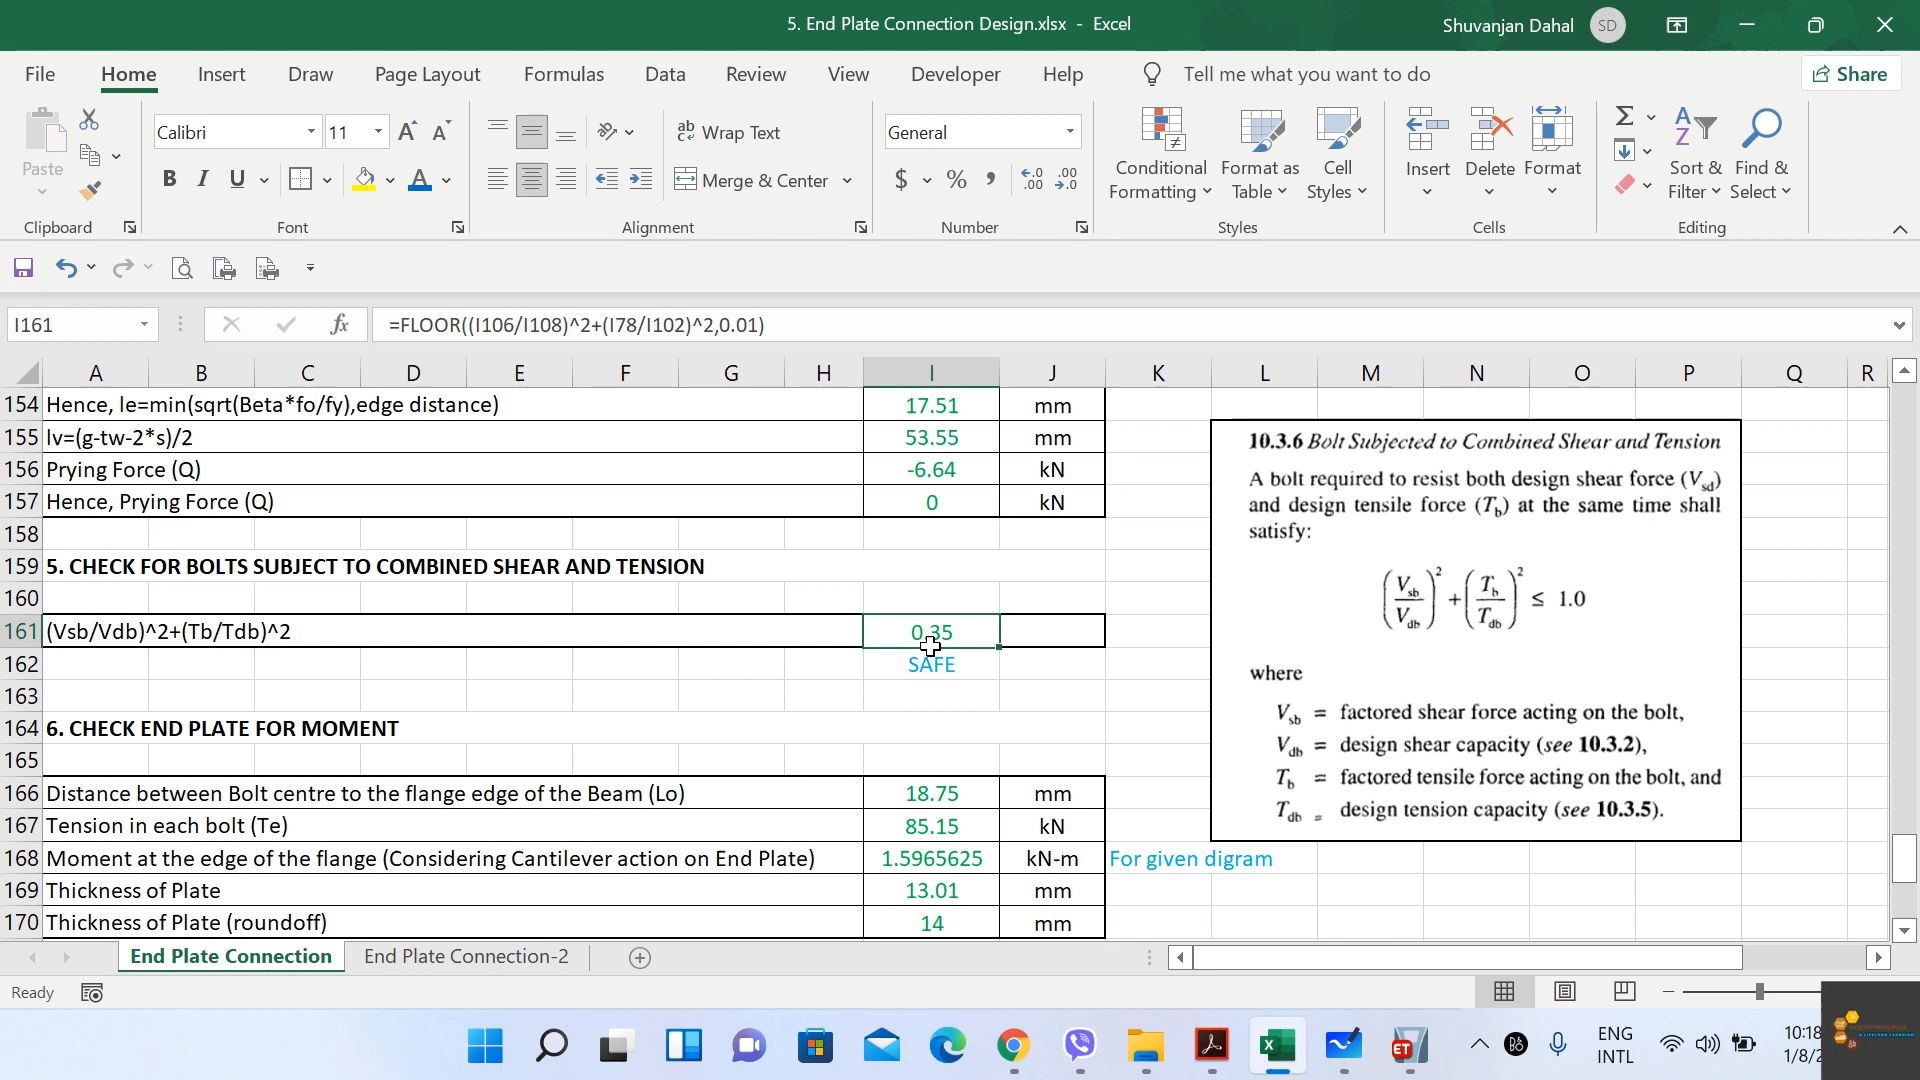 5. End Plate Connection Design.xlsx - Excel
Shuvanjan Dahal SD
File Home Insert Draw Page Layout Formulas Data Review View Developer Help Tell me what you want to do Share
Calibri 11 Wrap Text General
Paste Merge & Center Conditional Formatting Format as Table Cell Styles Insert Delete Format Sort & Filter Find & Select
Clipboard Font Alignment Number Styles Cells Editing
I161 fx =FLOOR((I106/I108)^2+(I78/I102)^2,0.01)
A B C D E F G H I J K L M N O P Q R
154 Hence, le=min(sqrt(Beta*fo/fy),edge distance) 17.51 mm
155 lv=(g-tw-2*s)/2 53.55 mm
156 Prying Force (Q) -6.64 kN
157 Hence, Prying Force (Q) 0 kN
158
159 5. CHECK FOR BOLTS SUBJECT TO COMBINED SHEAR AND TENSION
160
161 (Vsb/Vdb)^2+(Tb/Tdb)^2 0.35
162 SAFE
163
164 6. CHECK END PLATE FOR MOMENT
165
166 Distance between Bolt centre to the flange edge of the Beam (Lo) 18.75 mm
167 Tension in each bolt (Te) 85.15 kN
168 Moment at the edge of the flange (Considering Cantilever action on End Plate) 1.5965625 kN-m For given digram
169 Thickness of Plate 13.01 mm
170 Thickness of Plate (roundoff) 14 mm
10.3.6 Bolt Subjected to Combined Shear and Tension
A bolt required to resist both design shear force (Vsd)
and design tensile force (Tb) at the same time shall
satisfy:
(Vsb/Vdb)² + (Tb/Tdb)² ≤ 1.0
where
Vsb = factored shear force acting on the bolt,
Vdb = design shear capacity (see 10.3.2),
Tb = factored tensile force acting on the bolt, and
Tdb = design tension capacity (see 10.3.5).
End Plate Connection End Plate Connection-2
Ready
ENG
INTL
10:18
1/8/2